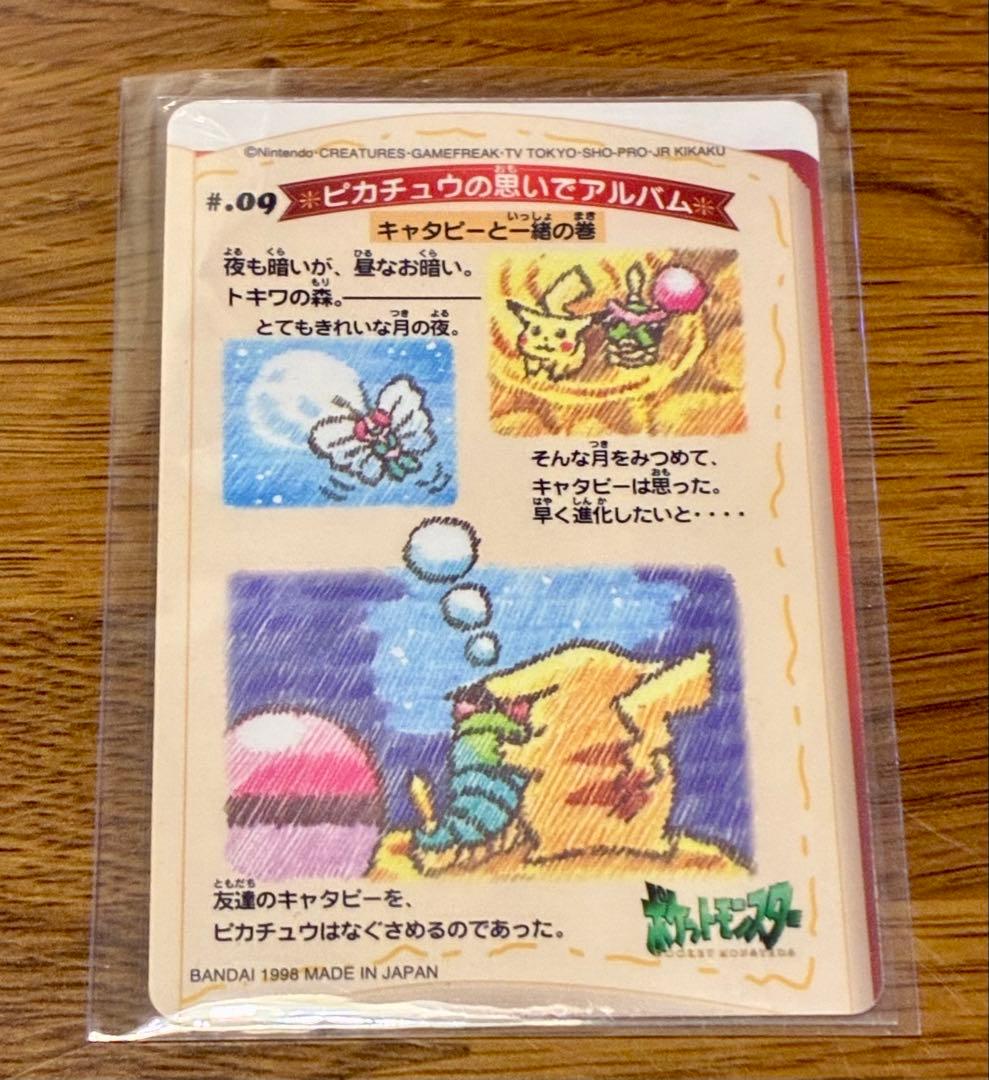 ©Nintendo・CREATURES・GAMEFREAK・TV TOKYO・SHO-PRO・JR KIKAKU
#.09
ピカチュウの思いでアルバム
キャタピーと一緒の巻
夜も暗いが、昼なお暗い。
トキワの森。――――
とてもきれいな月の夜。
そんな月をみつめて、
キャタピーは思った。
早く進化したいと・・・・
友達のキャタピーを、
ピカチュウはなぐさめるのであった。
ポケットモンスター
POCKET MONSTERS
BANDAI 1998 MADE IN JAPAN